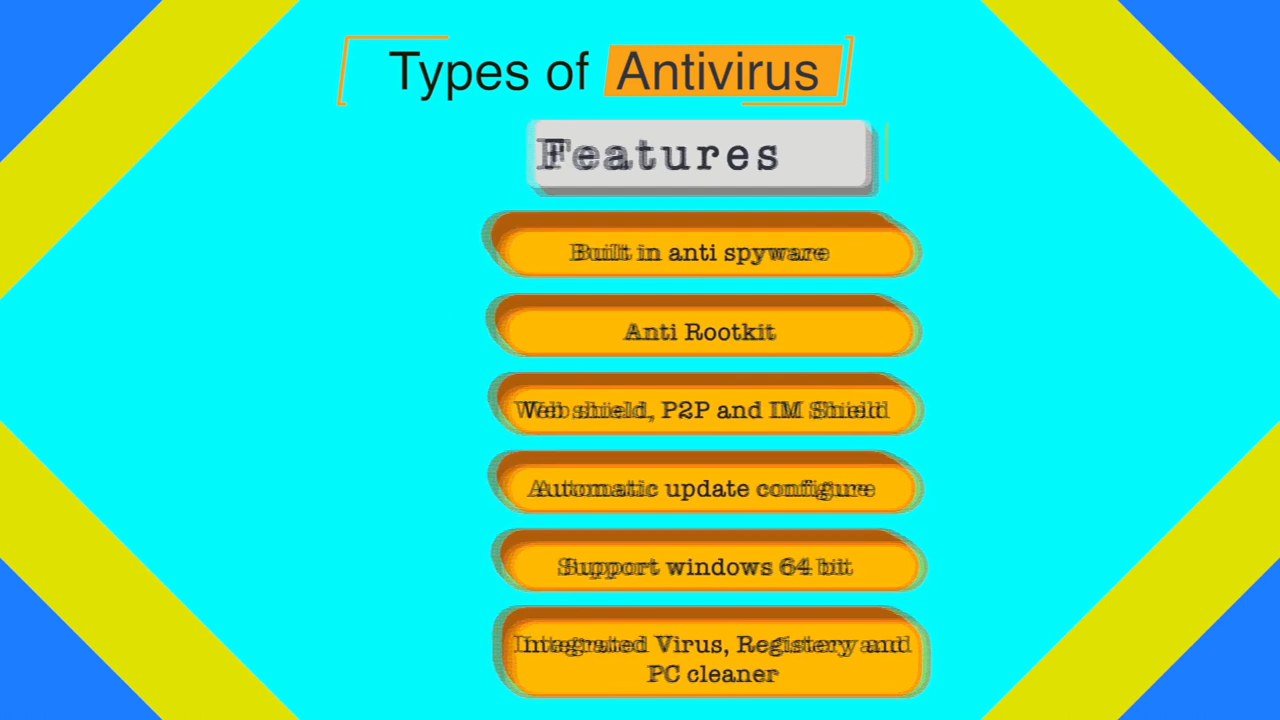 Types of Antivirus
Features
Built in anti spyware
Anti Rootkit
Web shield, P2P and IM Shield
Automatic update configure
Support windows 64 bit
Integrated Virus, Registery and
PC cleaner